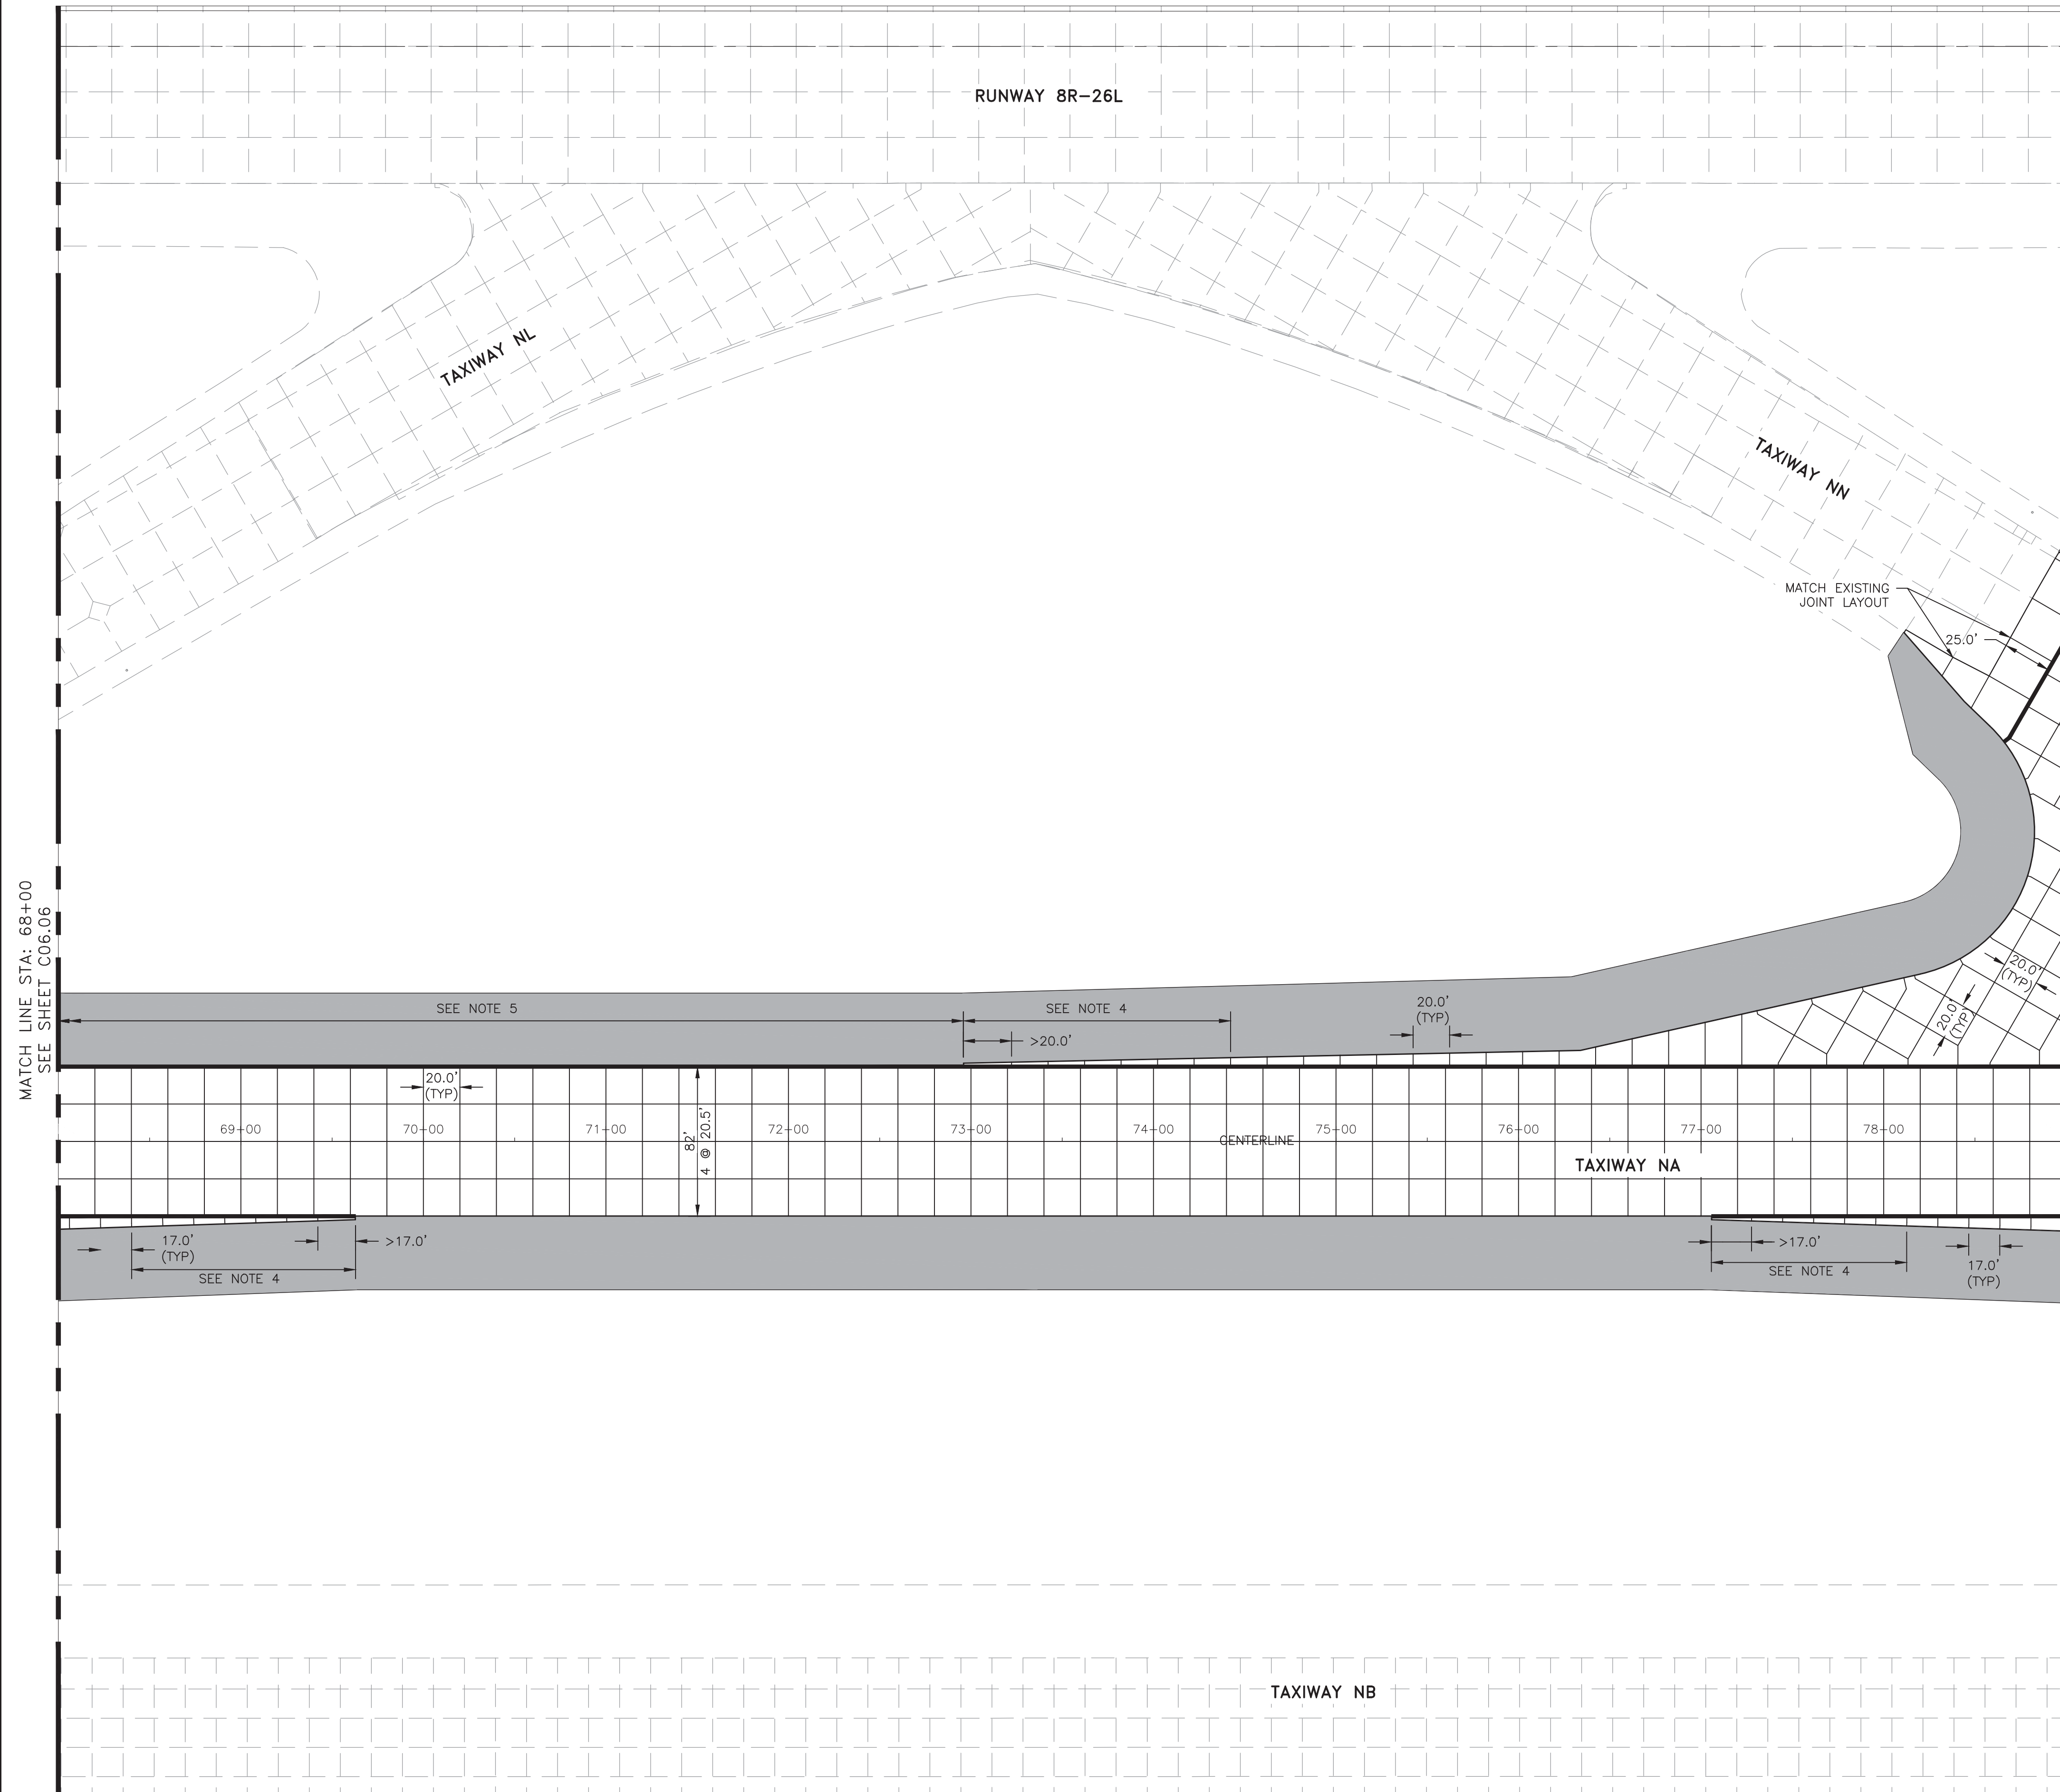 RUNWAY 8R-26L
TAXIWAY NL
TAXIWAY NN
MATCH EXISTING
JOINT LAYOUT
25.0'
MATCH LINE STA: 68+00
SEE SHEET C06.06
SEE NOTE 5
SEE NOTE 4
>20.0'
20.0'
(TYP)
20.0'
(TYP)
20.0'
(TYP)
20.0'
(TYP)
69+00
70+00
71+00
72+00
73+00
74+00
75+00
76+00
77+00
78+00
82'
4 @ 20.5'
CENTERLINE
TAXIWAY NA
17.0'
(TYP)
>17.0'
SEE NOTE 4
>17.0'
SEE NOTE 4
17.0'
(TYP)
TAXIWAY NB